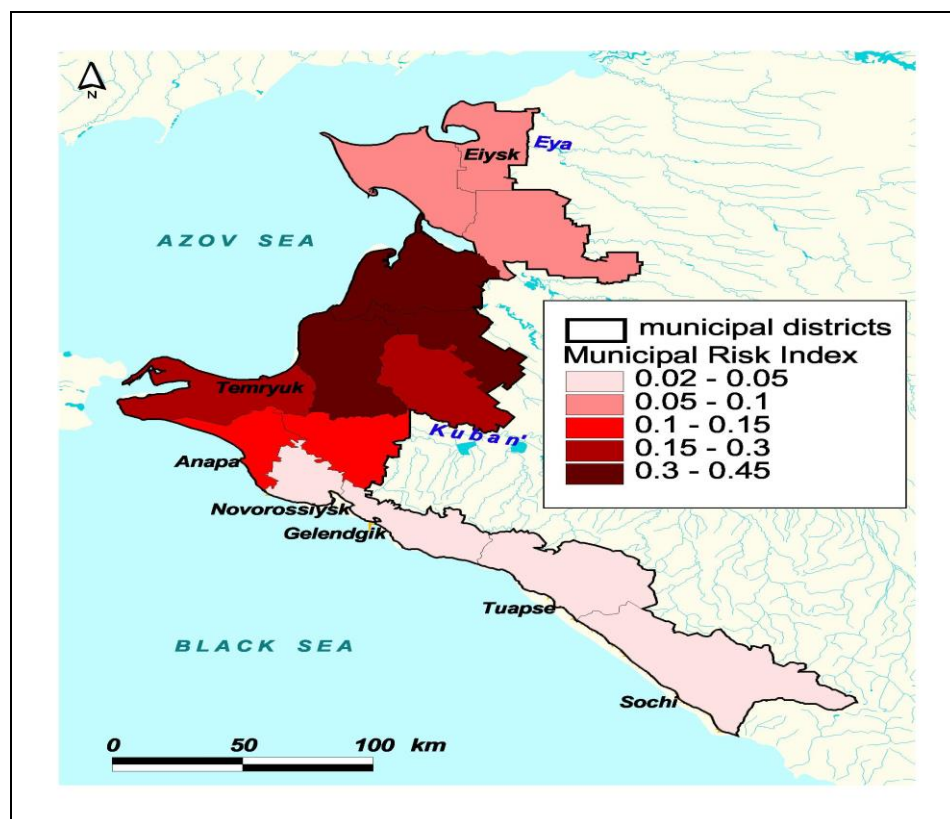 N
Eiysk
Eya
AZOV SEA
municipal districts
Municipal Risk Index
0.02 - 0.05
0.05 - 0.1
0.1 - 0.15
0.15 - 0.3
0.3 - 0.45
Temryuk
Kuban'
Anapa
Novorossiysk
Gelendgik
Tuapse
BLACK SEA
Sochi
0 50 100 km